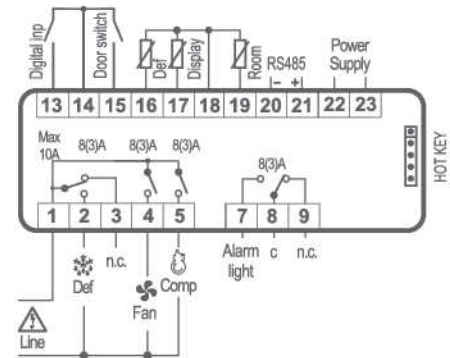 Digital inp
Door switch
Def
Display
Room
RS485
- +
Power
Supply
13 14 15 16 17 18 19 20 21 22 23
Max
10A
8(3)A 8(3)A 8(3)A
8(3)A
HOT KEY
1 2 3 4 5 7 8 9
Def
n.c.
Fan
Comp
Alarm
light
c
n.c.
Line